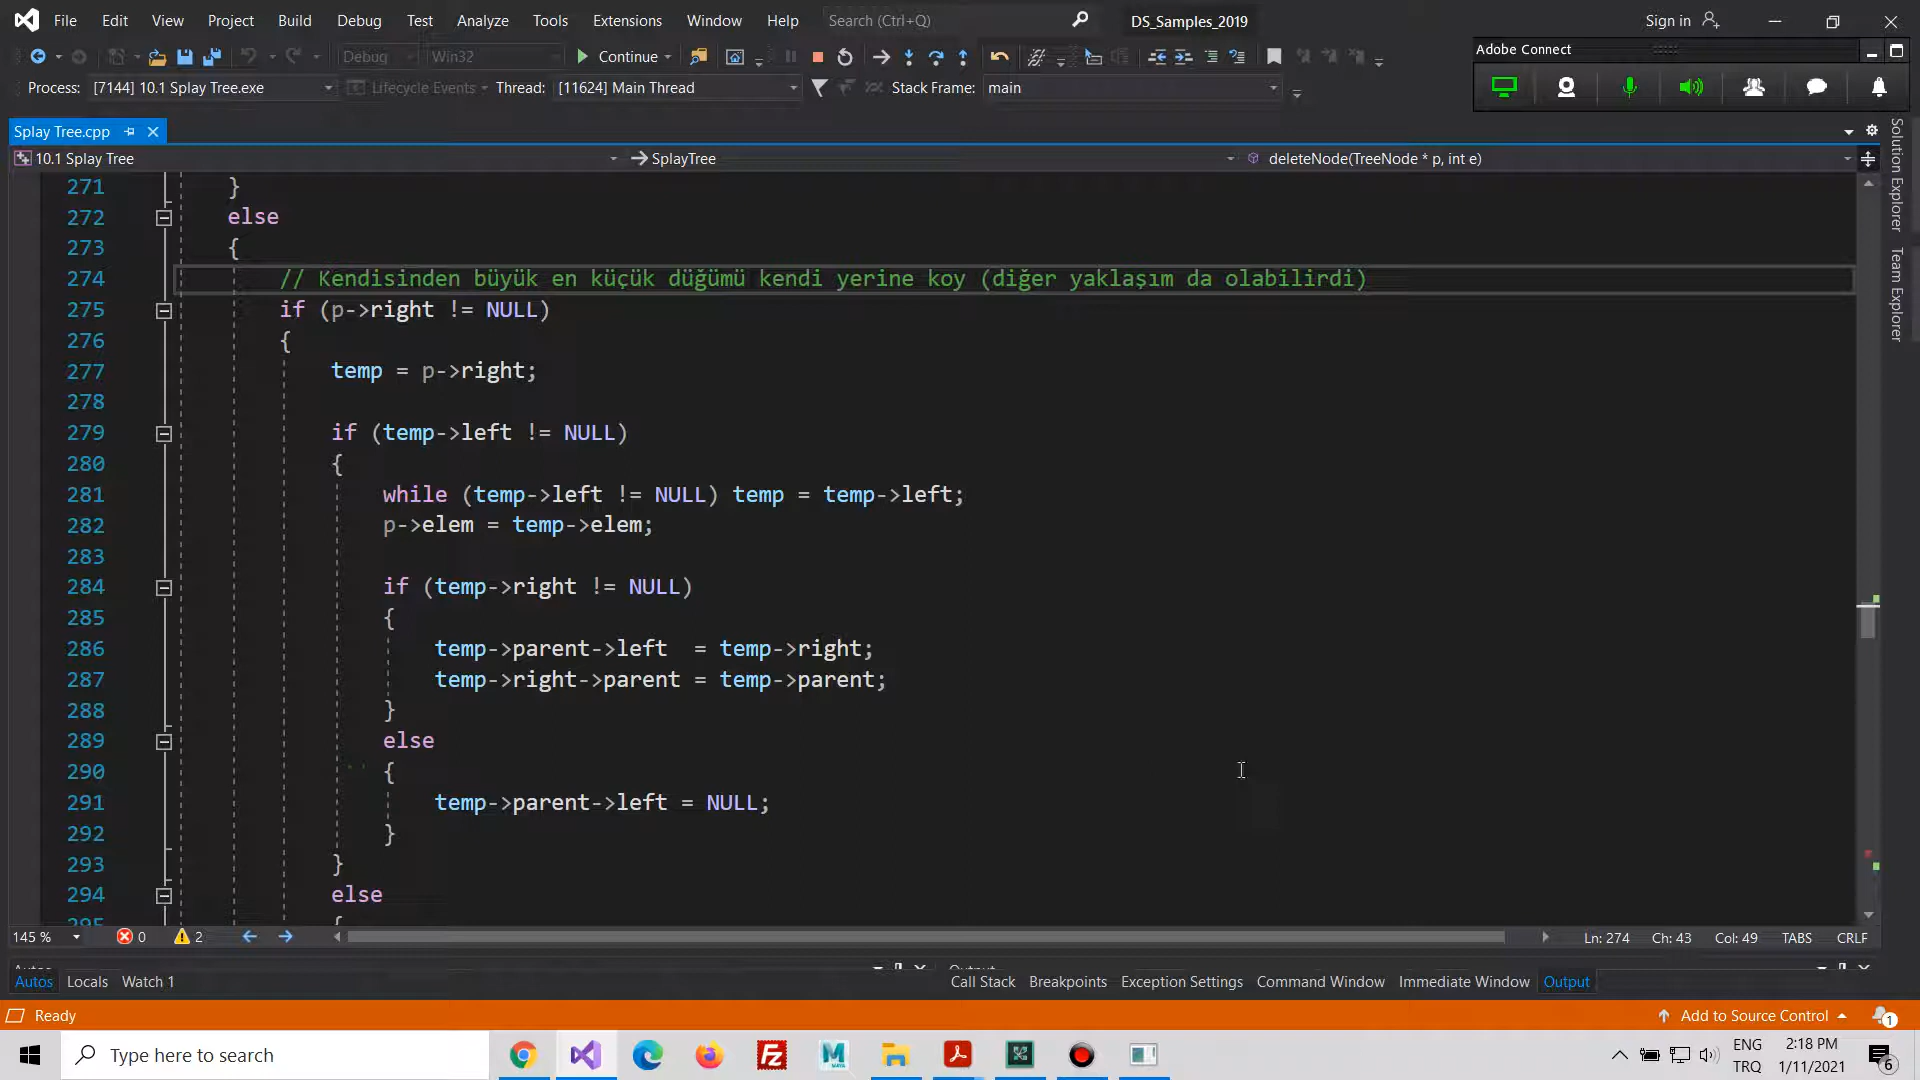 File Edit View Project Build Debug Test Analyze Tools Extensions Window Help Search (Ctrl+Q) DS_Samples_2019 Sign in
Adobe Connect
Debug Win32 Continue
Process: [7144] 10.1 Splay Tree.exe Lifecycle Events Thread: [11624] Main Thread Stack Frame: main
Splay Tree.cpp
10.1 Splay Tree SplayTree deleteNode(TreeNode * p, int e)
Solution Explorer
Team Explorer
271 }
272 else
273 {
274 // Kendisinden büyük en küçük düğümü kendi yerine koy (diğer yaklaşım da olabilirdi)
275 if (p->right != NULL)
276 {
277 temp = p->right;
278
279 if (temp->left != NULL)
280 {
281 while (temp->left != NULL) temp = temp->left;
282 p->elem = temp->elem;
283
284 if (temp->right != NULL)
285 {
286 temp->parent->left  = temp->right;
287 temp->right->parent = temp->parent;
288 }
289 else
290 {
291 temp->parent->left = NULL;
292 }
293 }
294 else
295 {
145 % 0 2 Ln: 274 Ch: 43 Col: 49 TABS CRLF
Autos Output
Autos Locals Watch 1 Call Stack Breakpoints Exception Settings Command Window Immediate Window Output
Ready Add to Source Control 1
Type here to search ENG 2:18 PM
TRQ 1/11/2021 6